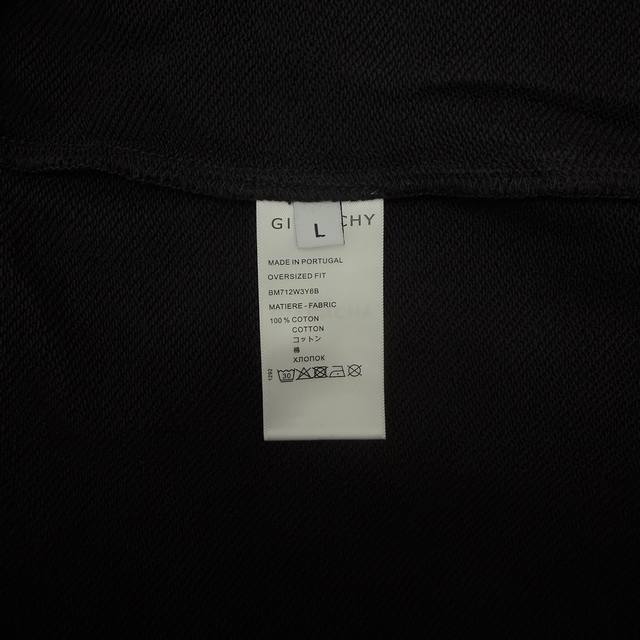 GI CHY
L
MADE IN PORTUGAL
OVERSIZED FIT
BM712W3Y6B
MATIERE - FABRIC
100 % COTON
COTTON
コットン
棉
ХЛОПОК
1292
30